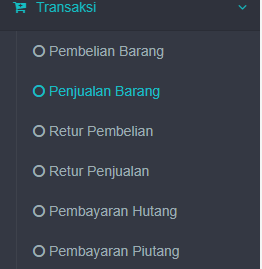 Transaksi
Pembelian Barang
Penjualan Barang
Retur Pembelian
Retur Penjualan
Pembayaran Hutang
Pembayaran Piutang